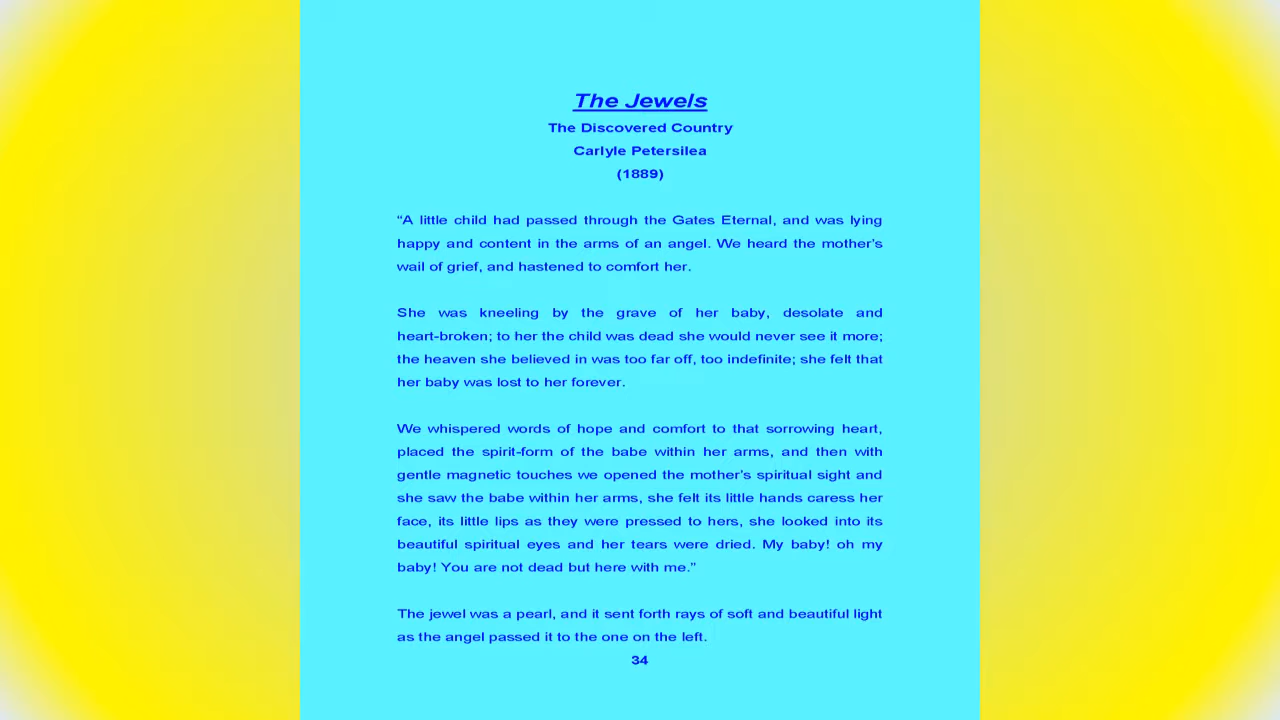 The Jewels
The Discovered Country
Carlyle Petersilea
(1889)
“A little child had passed through the Gates Eternal, and was lying
happy and content in the arms of an angel. We heard the mother’s
wail of grief, and hastened to comfort her.
She was kneeling by the grave of her baby, desolate and
heart-broken; to her the child was dead she would never see it more;
the heaven she believed in was too far off, too indefinite; she felt that
her baby was lost to her forever.
We whispered words of hope and comfort to that sorrowing heart,
placed the spirit-form of the babe within her arms, and then with
gentle magnetic touches we opened the mother’s spiritual sight and
she saw the babe within her arms, she felt its little hands caress her
face, its little lips as they were pressed to hers, she looked into its
beautiful spiritual eyes and her tears were dried. My baby! oh my
baby! You are not dead but here with me.”
The jewel was a pearl, and it sent forth rays of soft and beautiful light
as the angel passed it to the one on the left.
34